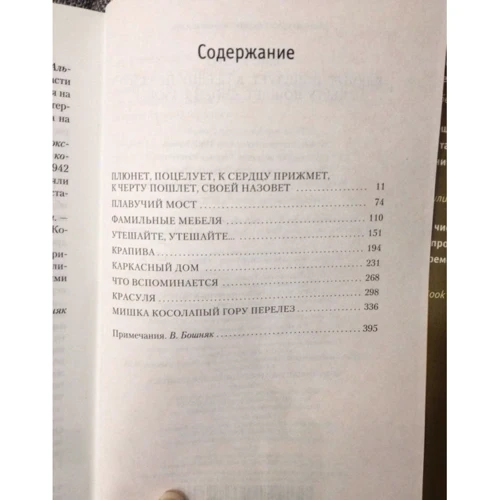 Содержание
ПЛЮНЕТ, ПОЦЕЛУЕТ, К СЕРДЦУ ПРИЖМЕТ,
К ЧЕРТУ ПОШЛЕТ, СВОЕЙ НАЗОВЕТ 11
ПЛАВУЧИЙ МОСТ 74
ФАМИЛЬНЫЕ МЕБЕЛЯ 110
УТЕШАЙТЕ, УТЕШАЙТЕ... 151
КРАПИВА 194
КАРКАСНЫЙ ДОМ 231
ЧТО ВСПОМИНАЕТСЯ 268
КРАСУЛЯ 298
МИШКА КОСОЛАПЫЙ ГОРУ ПЕРЕЛЕЗ 336
Примечания. В. Бошняк 395